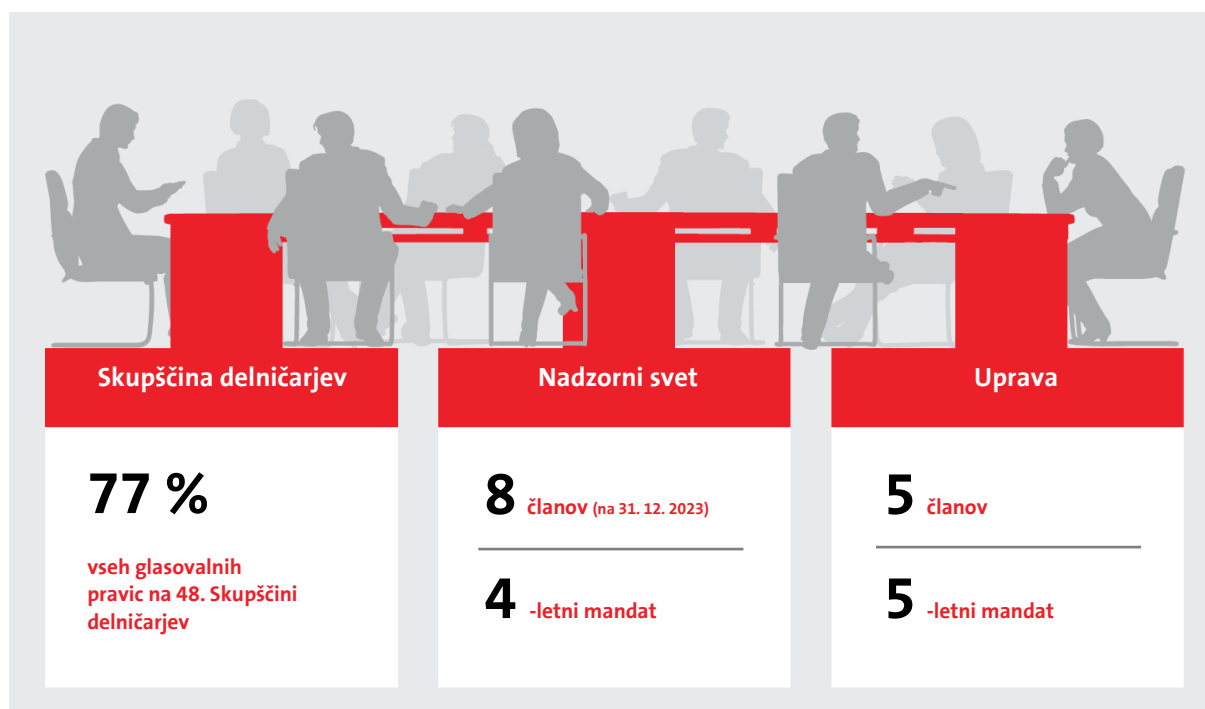 Skupščina delničarjev
77 %
vseh glasovalnih
pravic na 48. Skupščini
delničarjev
Nadzorni svet
8 članov (na 31. 12. 2023)
4 -letni mandat
Uprava
5 članov
5 -letni mandat